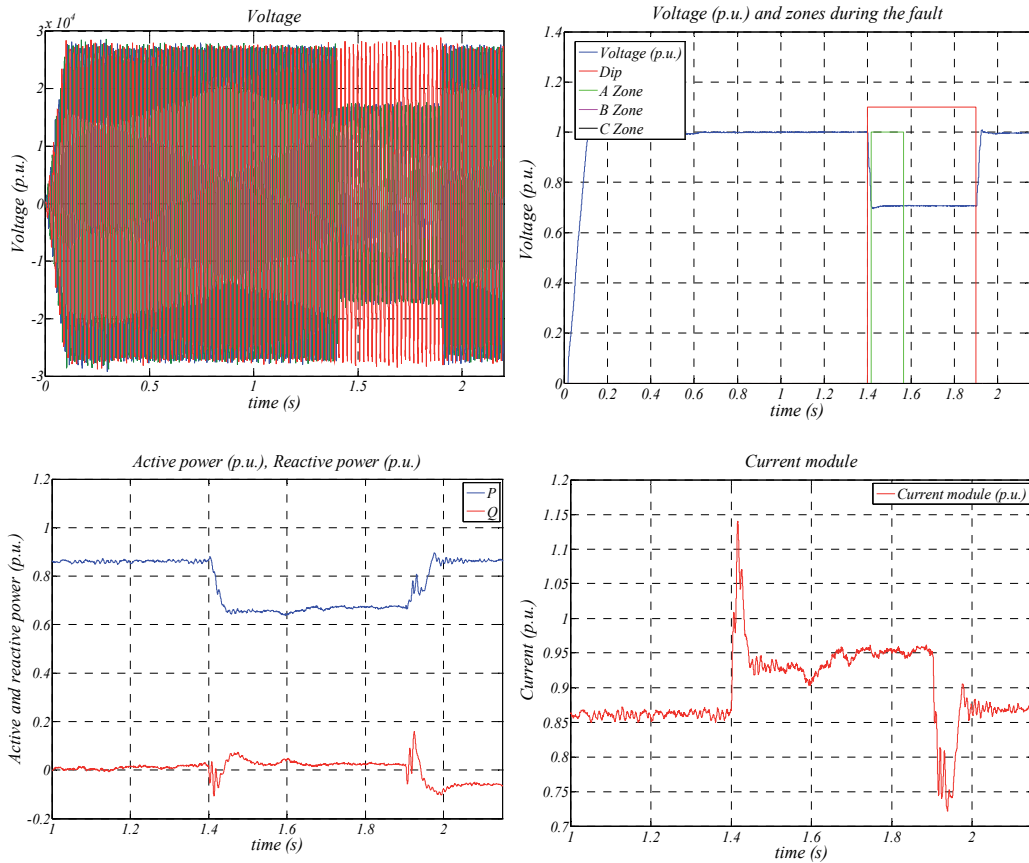 Voltage
x 10⁴
3
2
1
0
-1
-2
-3
0
0.5
1
1.5
2
Voltage (p.u.)
time (s)
Voltage (p.u.) and zones during the fault
Voltage (p.u.)
Dip
A Zone
B Zone
C Zone
1.4
1.2
1
0.8
0.6
0.4
0.2
0
0
0.2
0.4
0.6
0.8
1
1.2
1.4
1.6
1.8
2
Voltage (p.u.)
time (s)
Active power (p.u.), Reactive power (p.u.)
P
Q
1.2
1
0.8
0.6
0.4
0.2
0
-0.2
1
1.2
1.4
1.6
1.8
2
Active and reactive power (p.u.)
time (s)
Current module
Current module (p.u.)
1.2
1.15
1.1
1.05
1
0.95
0.9
0.85
0.8
0.75
0.7
1
1.2
1.4
1.6
1.8
2
Current (p.u.)
time (s)